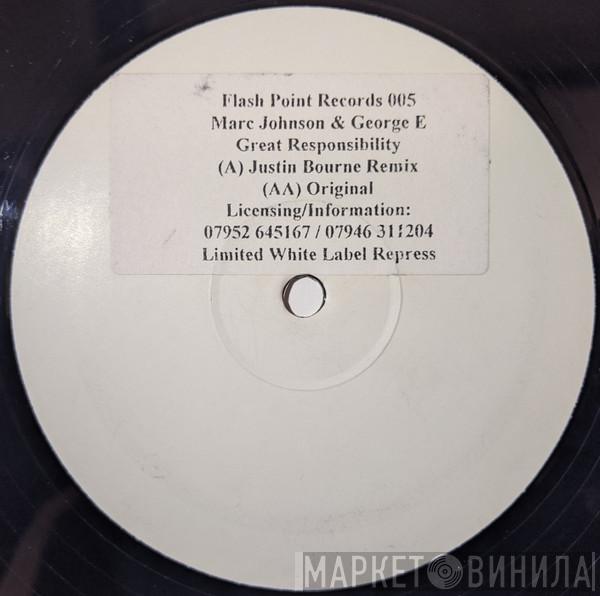 Flash Point Records 005
Marc Johnson & George E
Great Responsibility
(A) Justin Bourne Remix
(AA) Original
Licensing/Information:
07952 645167 / 07946 311204
Limited White Label Repress
МАРКЕТ ВИНИЛА